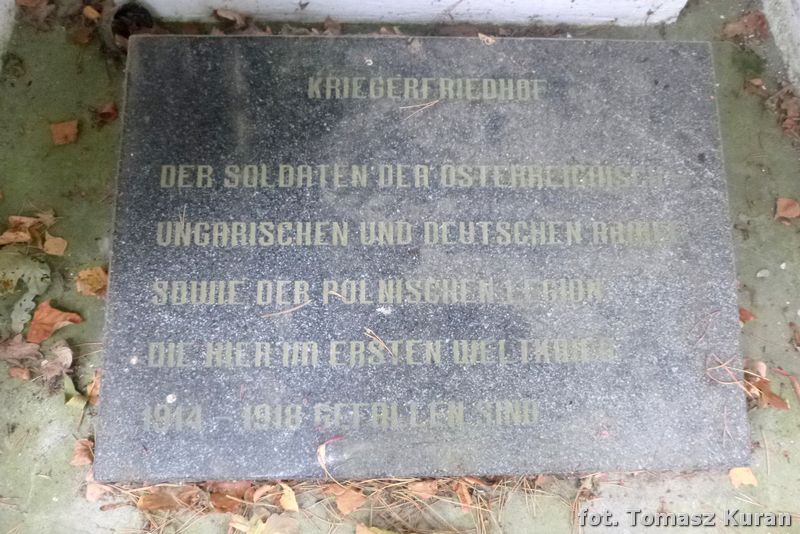 KRIEGERFRIEDHOF
DER SOLDATEN DER ÖSTERREICHISCH
UNGARISCHEN UND DEUTSCHEN
SOWIE DER POLNISCHEN LEGION
DIE HIER IM ERSTEN WELTKRIEG
1914 - 1918 GEFALLEN SIND
fot. Tomasz Kuran